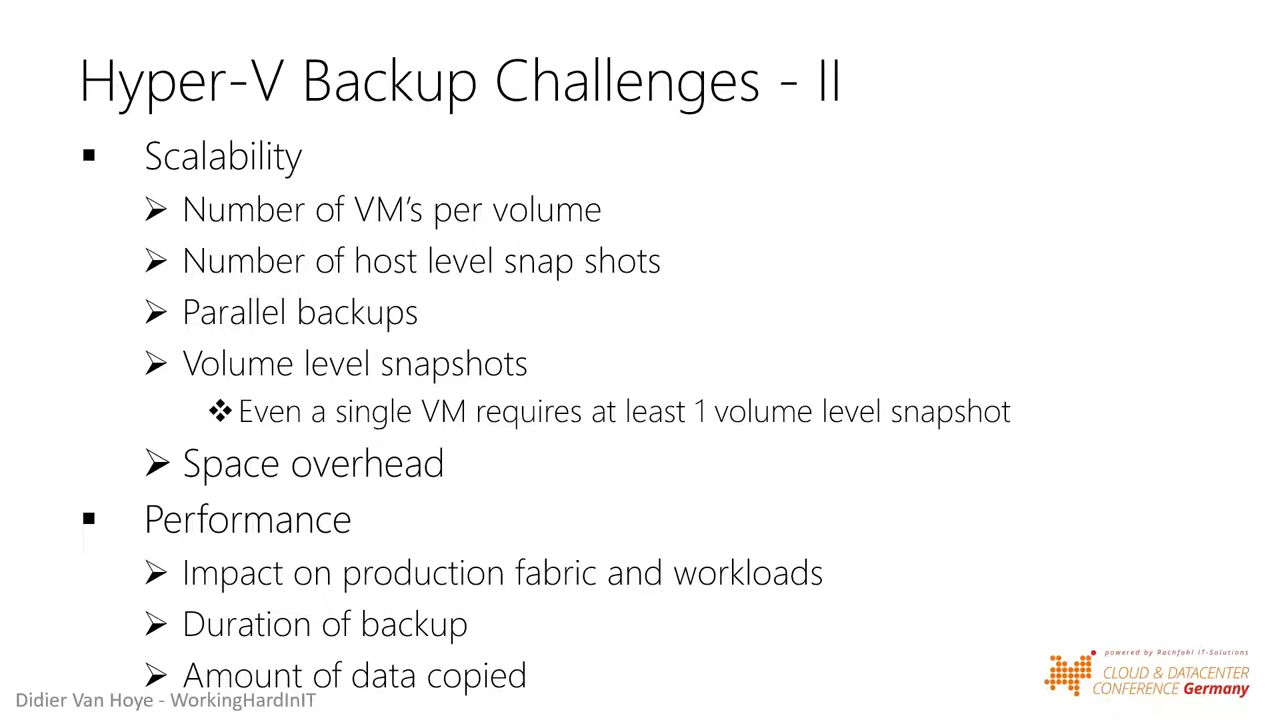 Hyper-V Backup Challenges - II
Scalability
Number of VM's per volume
Number of host level snap shots
Parallel backups
Volume level snapshots
Even a single VM requires at least 1 volume level snapshot
Space overhead
Performance
Impact on production fabric and workloads
Duration of backup
Amount of data copied
Didier Van Hoye - WorkingHardInIT
powered by Rachfahl IT-Solutions
CLOUD & DATACENTER
CONFERENCE Germany